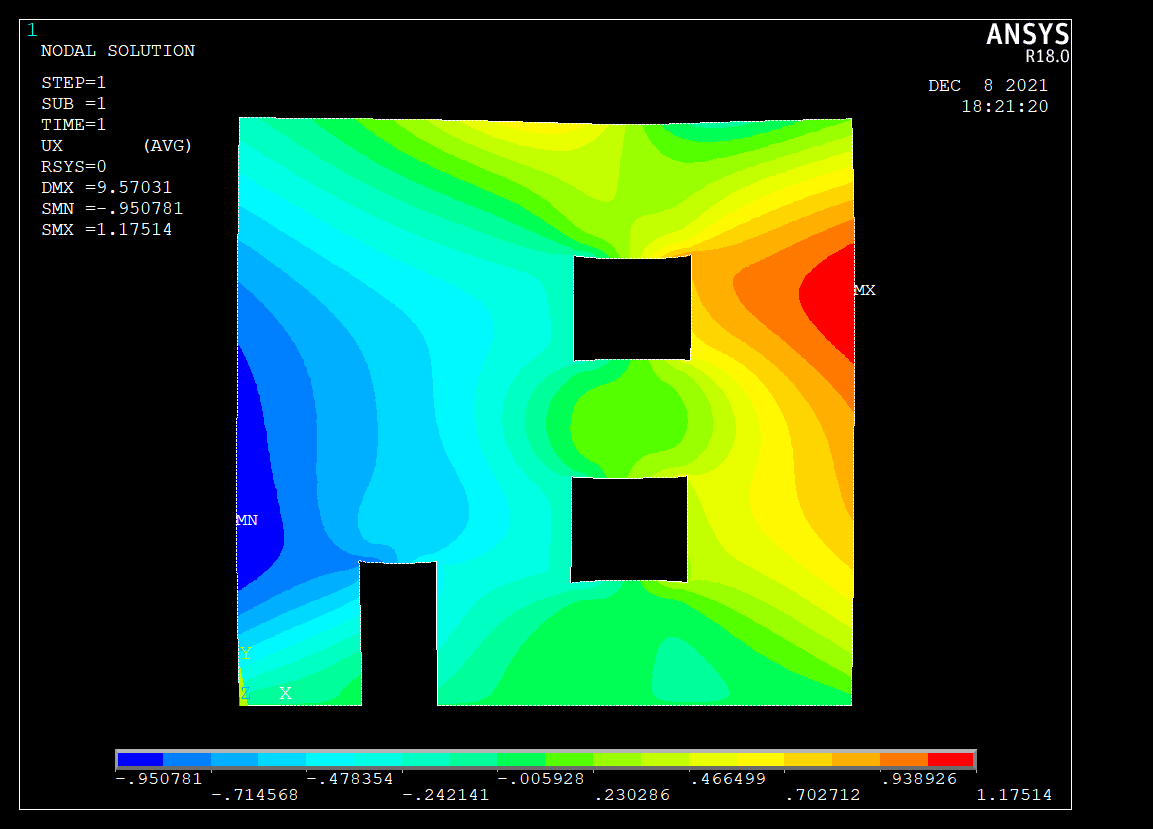 1
ANSYS
R18.0
NODAL SOLUTION
DEC  8 2021
18:21:20
STEP=1
SUB =1
TIME=1
UX       (AVG)
RSYS=0
DMX =9.57031
SMN =-.950781
SMX =1.17514
MX
MN
Y
Z X
-.950781 -.478354 -.005928 .466499 .938926
-.714568 -.242141 .230286 .702712 1.17514